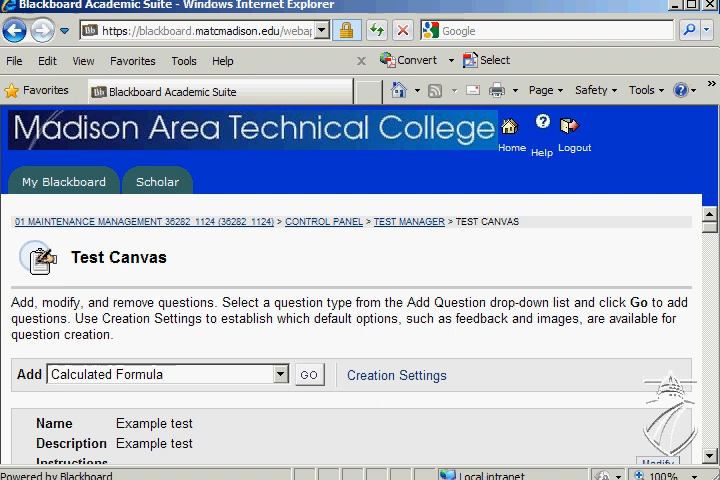 Blackboard Academic Suite - Windows Internet Explorer
https://blackboard.matcmadison.edu/webap
Google
File Edit View Favorites Tools Help x Convert Select
Favorites Blackboard Academic Suite Page Safety Tools »
Madison Area Technical College
Home Help Logout
My Blackboard Scholar
01 MAINTENANCE MANAGEMENT 36282_1124 (36282_1124) > CONTROL PANEL > TEST MANAGER > TEST CANVAS
Test Canvas
Add, modify, and remove questions. Select a question type from the Add Question drop-down list and click Go to add
questions. Use Creation Settings to establish which default options, such as feedback and images, are available for
question creation.
Add Calculated Formula GO Creation Settings
Name Example test
Description Example test
Instructions
Modify
Powered by Blackboard Local intranet 100%